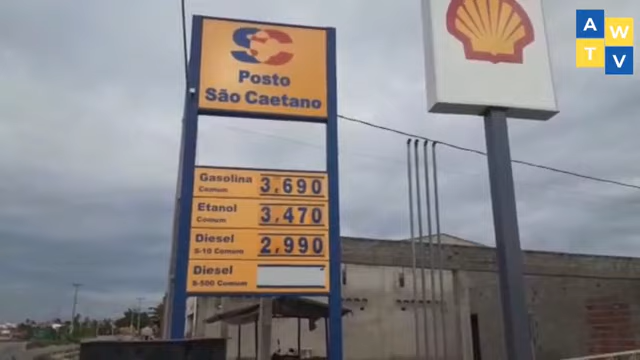 A W
T V
SC
Posto
São Caetano
Gasolina 3,690
Comum
Etanol 3,470
Comum
Diesel 2,990
S-10 Comum
Diesel
S-500 Comum